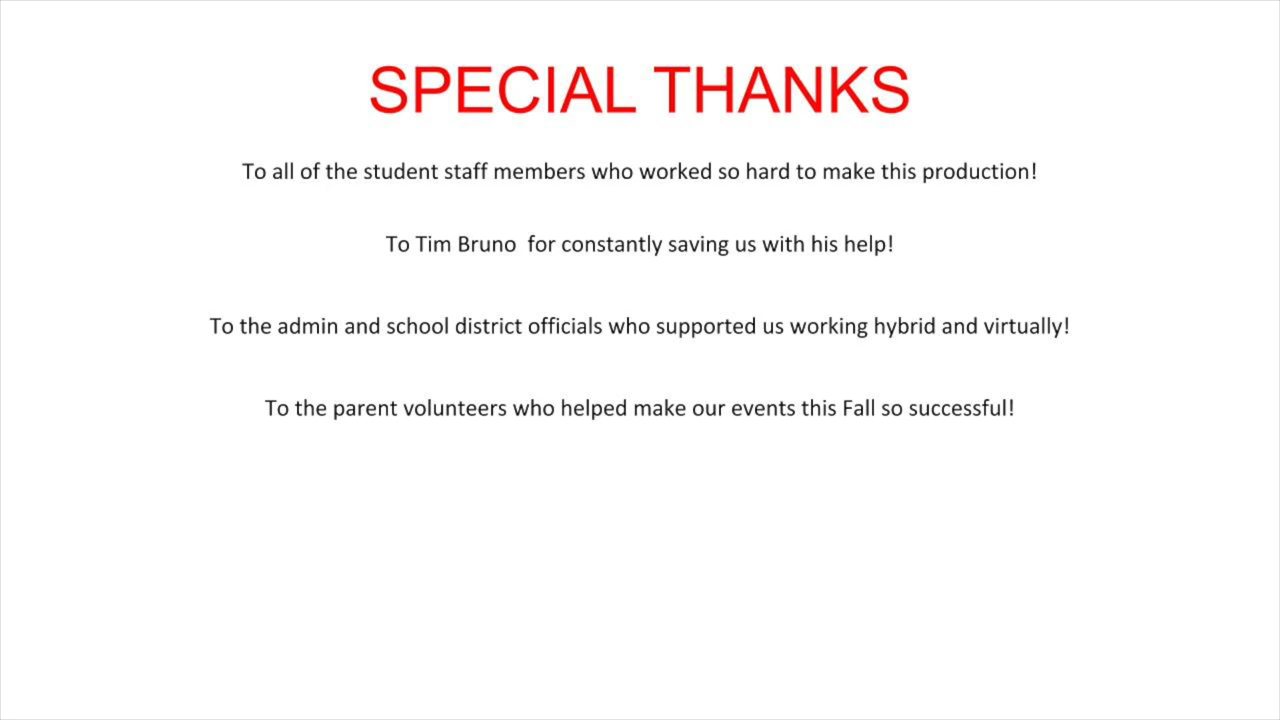 SPECIAL THANKS
To all of the student staff members who worked so hard to make this production!
To Tim Bruno  for constantly saving us with his help!
To the admin and school district officials who supported us working hybrid and virtually!
To the parent volunteers who helped make our events this Fall so successful!